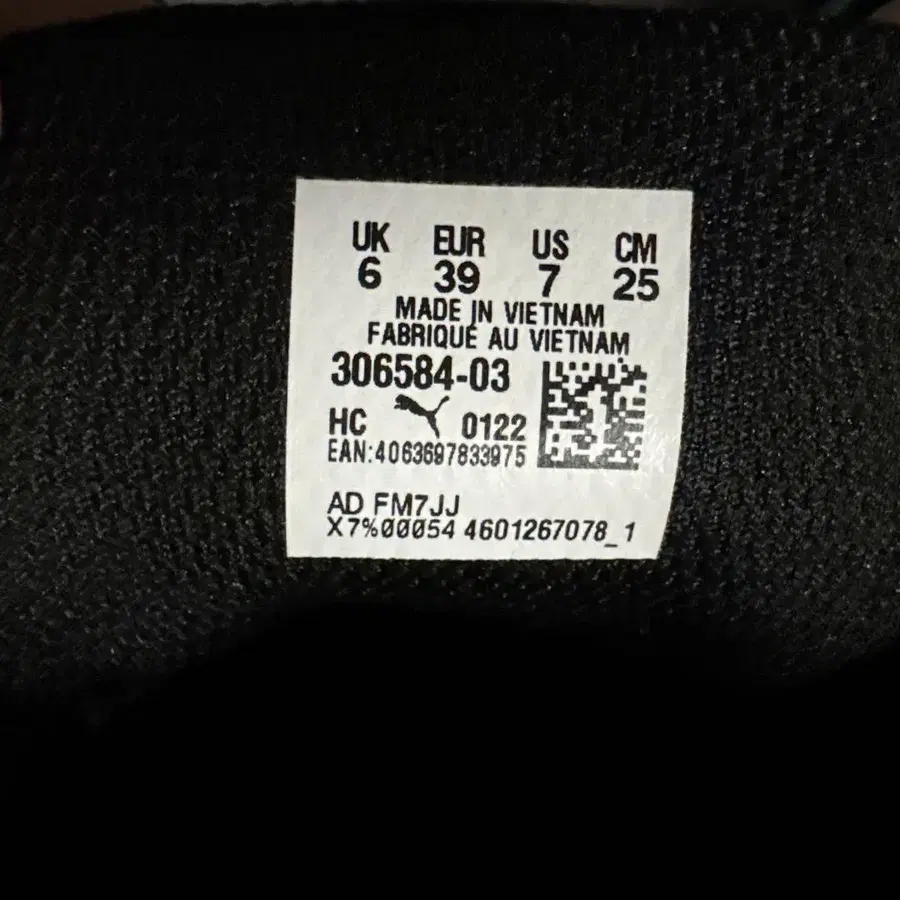 UK EUR US CM
6 39 7 25
MADE IN VIETNAM
FABRIQUE AU VIETNAM
306584-03
HC 0122
EAN:4063697833975
AD FM7JJ
X7%00054 4601267078_1